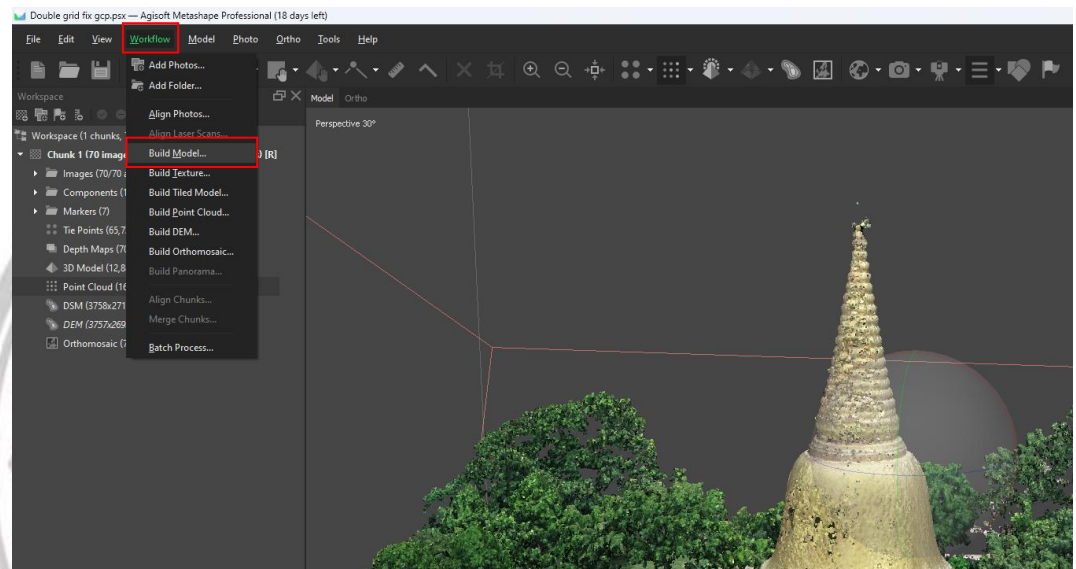 Double grid fix gcp.psx — Agisoft Metashape Professional (18 days left)
File Edit View Workflow Model Photo Ortho Tools Help
Add Photos...
Add Folder...
Align Photos...
Align Laser Scans...
Build Model...
Build Texture...
Build Tiled Model...
Build Point Cloud...
Build DEM...
Build Orthomosaic...
Build Panorama...
Align Chunks...
Merge Chunks...
Batch Process...
Workspace
Workspace (1 chunks,
Chunk 1 (70 image [R]
Images (70/70 a
Components (1
Markers (7)
Tie Points (65,7
Depth Maps (70
3D Model (12,8
Point Cloud (16
DSM (3758x271
DEM (3757x269
Orthomosaic (
Model Ortho
Perspective 30°